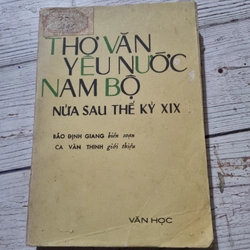 THƠ VĂN
YÊU NƯỚC
NAM BỘ
NỬA SAU THẾ KỶ XIX
BẢO ĐỊNH GIANG biên soạn
CA VĂN THỈNH giới thiệu
VĂN HỌC